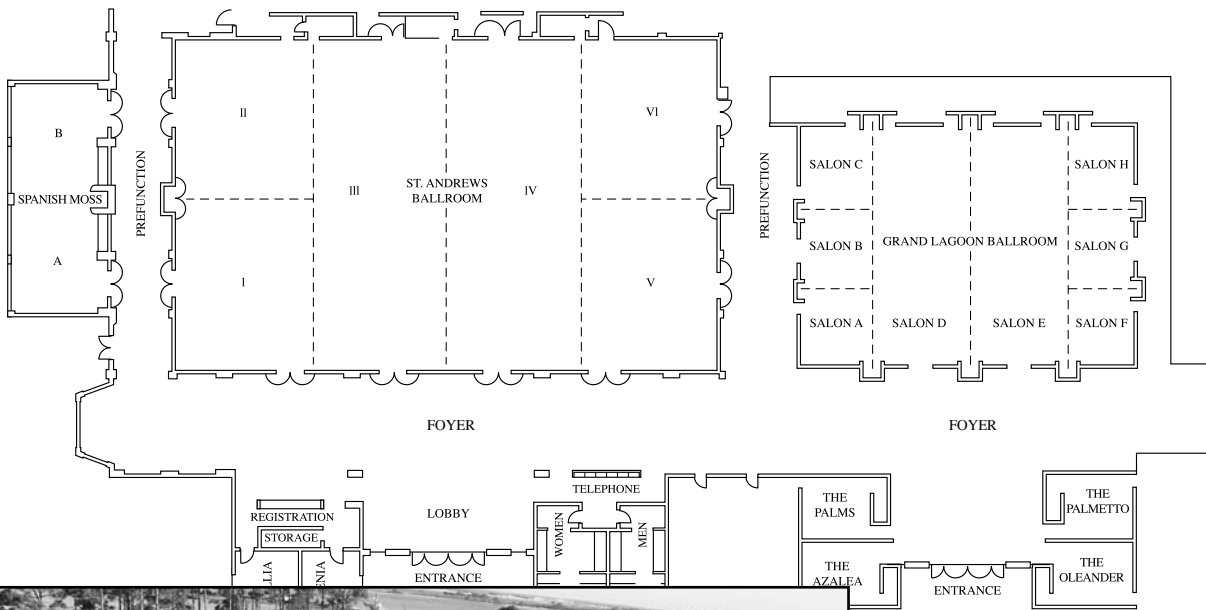 II
VI
B
SALON C
SALON H
PREFUNCTION
SPANISH MOSS
III
ST. ANDREWS
BALLROOM
IV
PREFUNCTION
SALON B
GRAND LAGOON BALLROOM
SALON G
A
I
V
SALON A
SALON D
SALON E
SALON F
FOYER
FOYER
TELEPHONE
REGISTRATION
LOBBY
STORAGE
WOMEN
MEN
THE
PALMS
THE
PALMETTO
ENTRANCE
THE
AZALEA
THE
OLEANDER
ENTRANCE